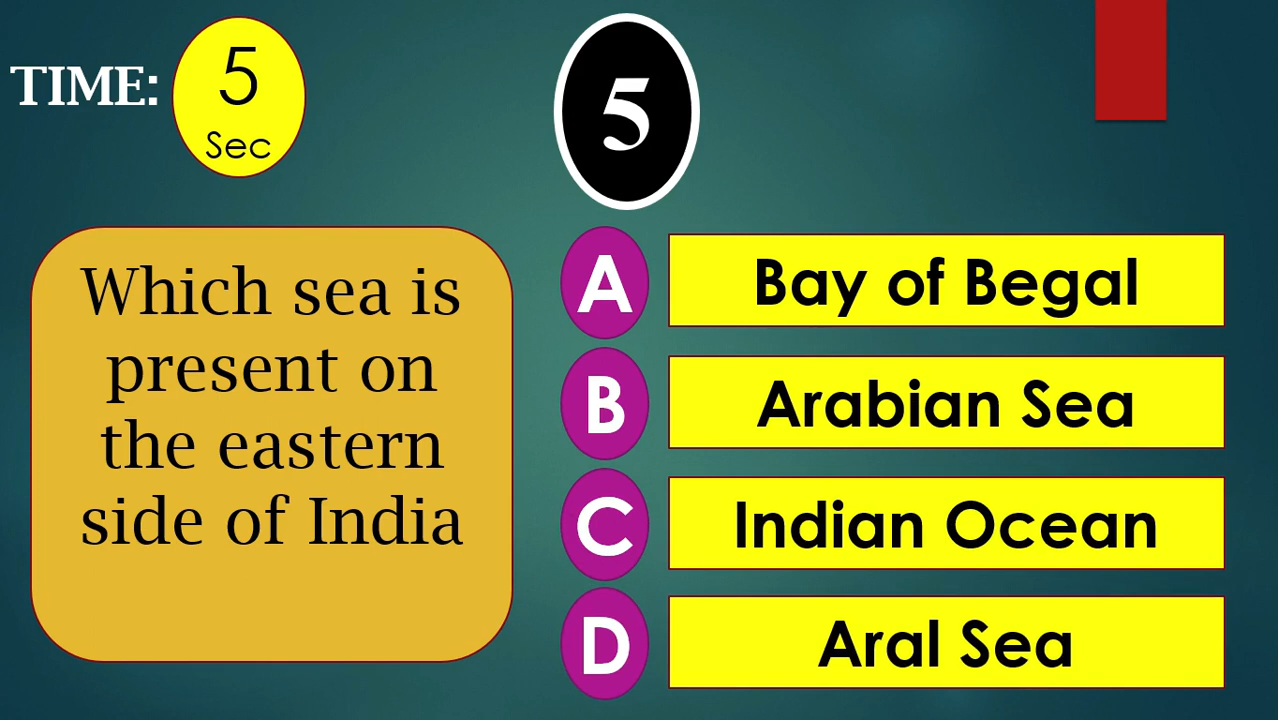 TIME:
5
Sec
5
Which sea is
present on
the eastern
side of India
A
Bay of Begal
B
Arabian Sea
C
Indian Ocean
D
Aral Sea